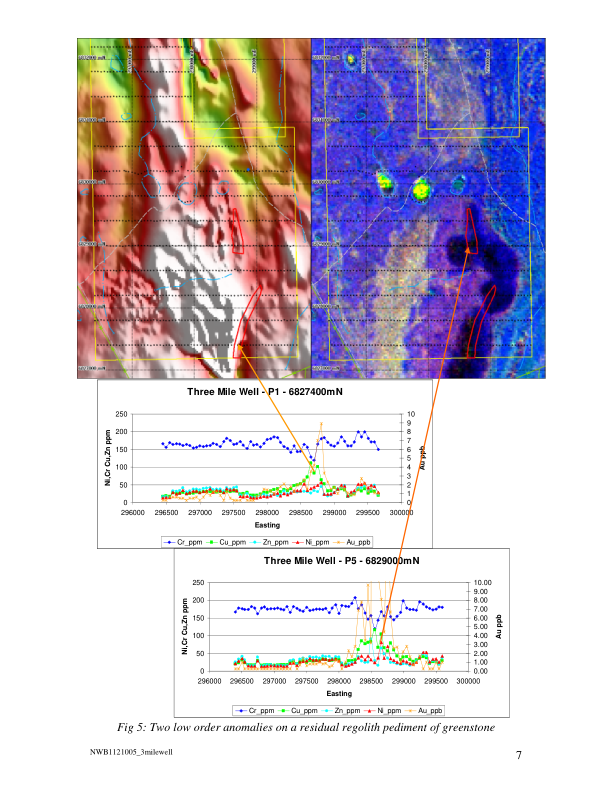 Three Mile Well - P1 - 6827400mN
250
200
150
100
50
0
10
9
8
7
6
5
4
3
2
1
0
Ni,Cr Cu,Zn ppm
Au ppb
296000 296500 297000 297500 298000 298500 299000 299500 300000
Easting
Cr_ppm Cu_ppm Zn_ppm Ni_ppm Au_ppb
Three Mile Well - P5 - 6829000mN
250
200
150
100
50
0
10.00
9.00
8.00
7.00
6.00
5.00
4.00
3.00
2.00
1.00
0.00
Ni,Cr Cu,Zn ppm
Au ppb
296000 296500 297000 297500 298000 298500 299000 299500 300000
Easting
Cr_ppm Cu_ppm Zn_ppm Ni_ppm Au_ppb
Fig 5: Two low order anomalies on a residual regolith pediment of greenstone
NWB1121005_3milewell
7